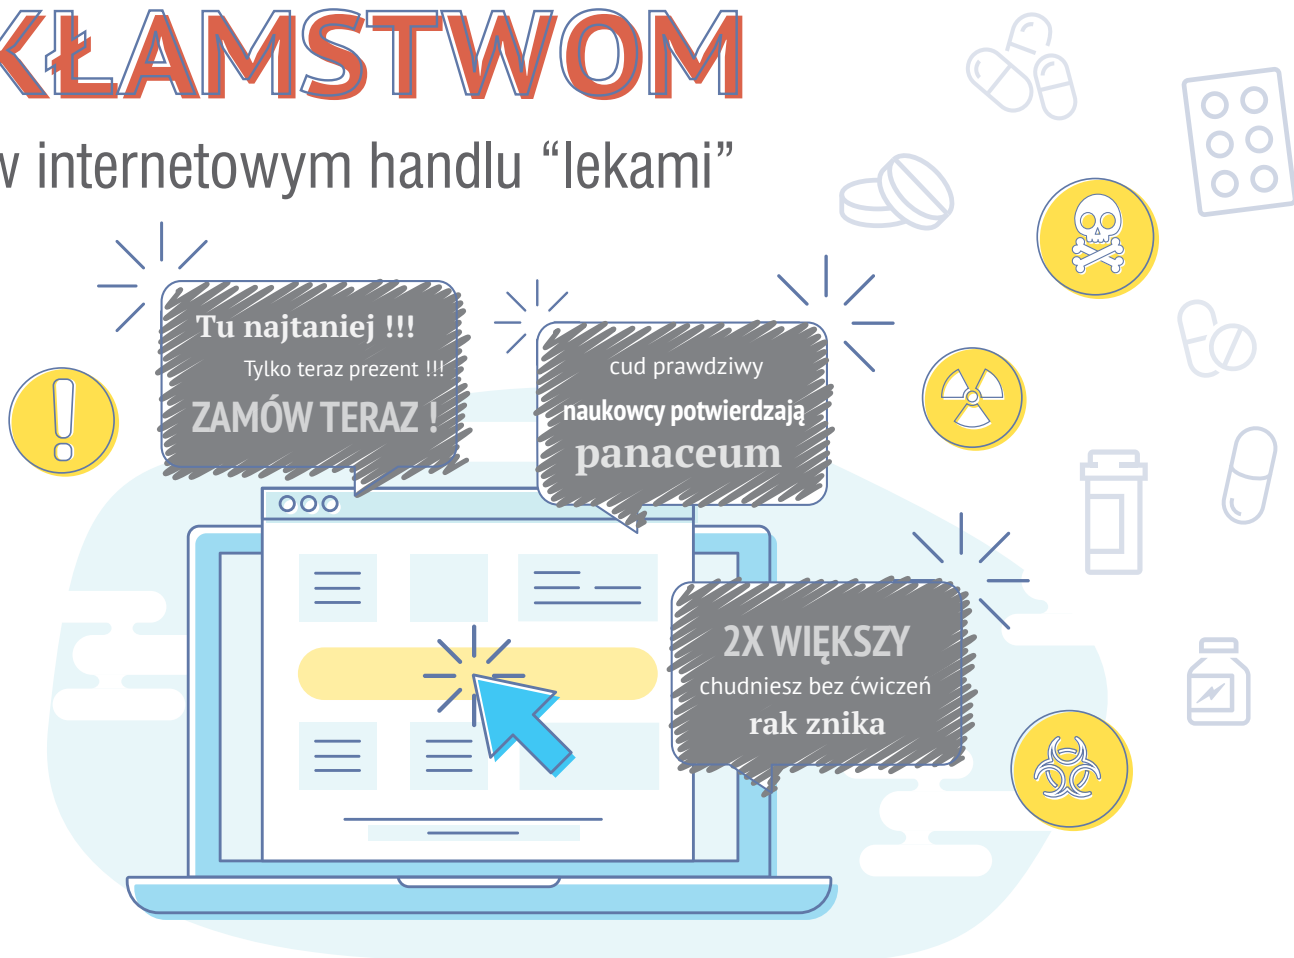 KŁAMSTWOM
w internetowym handlu “lekami”
Tu najtaniej !!!
Tylko teraz prezent !!!
ZAMÓW TERAZ !
cud prawdziwy
naukowcy potwierdzają
panaceum
2X WIĘKSZY
chudniesz bez ćwiczeń
rak znika